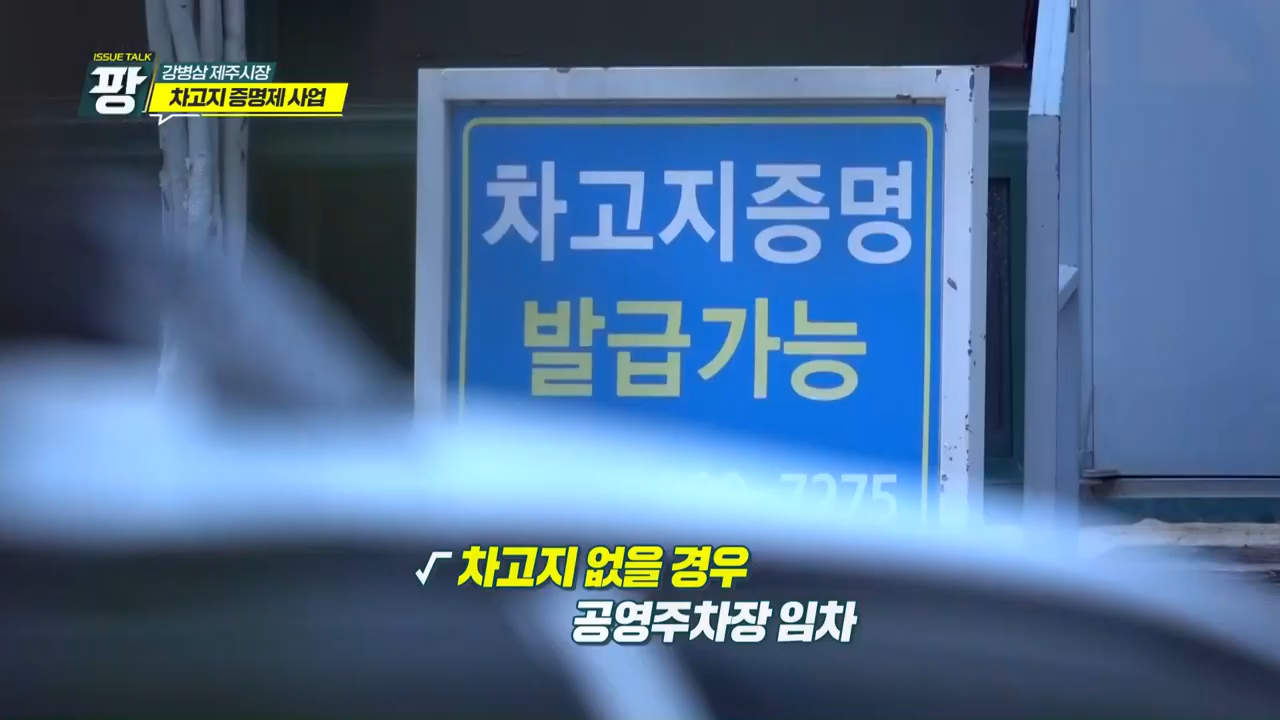 ISSUE TALK
팡
강병삼 제주시장
차고지 증명제 사업
차고지증명
발급가능
7275
√ 차고지 없을 경우
공영주차장 임차